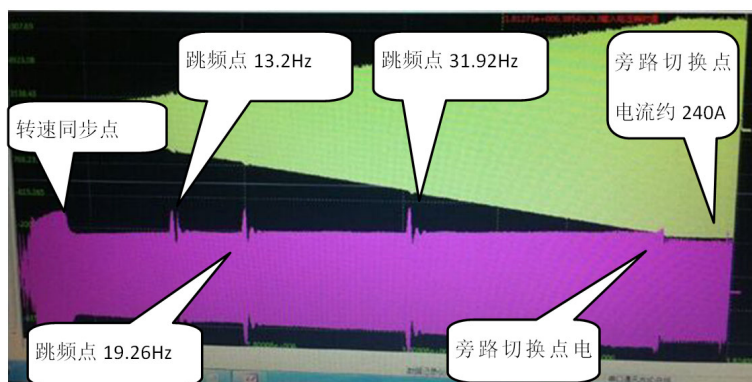 跳频点 13.2Hz
跳频点 31.92Hz
旁路切换点
电流约 240A
转速同步点
跳频点 19.26Hz
旁路切换点电